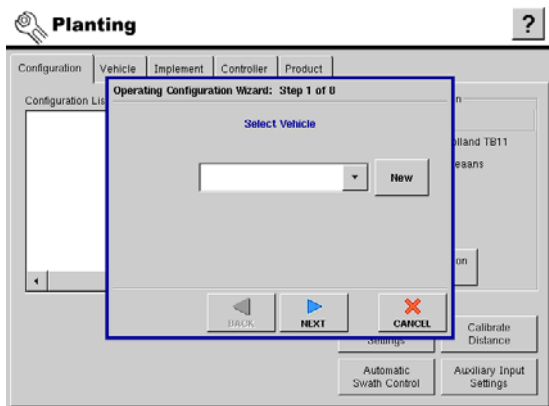 Planting
?
Configuration Vehicle Implement Controller Product
Configuration Lis
Operating Configuration Wizard: Step 1 of 8
n
Select Vehicle
olland TB11
eaans
New
on
BACK NEXT CANCEL
Settings
Calibrate
Distance
Automatic
Swath Control
Auxiliary Input
Settings